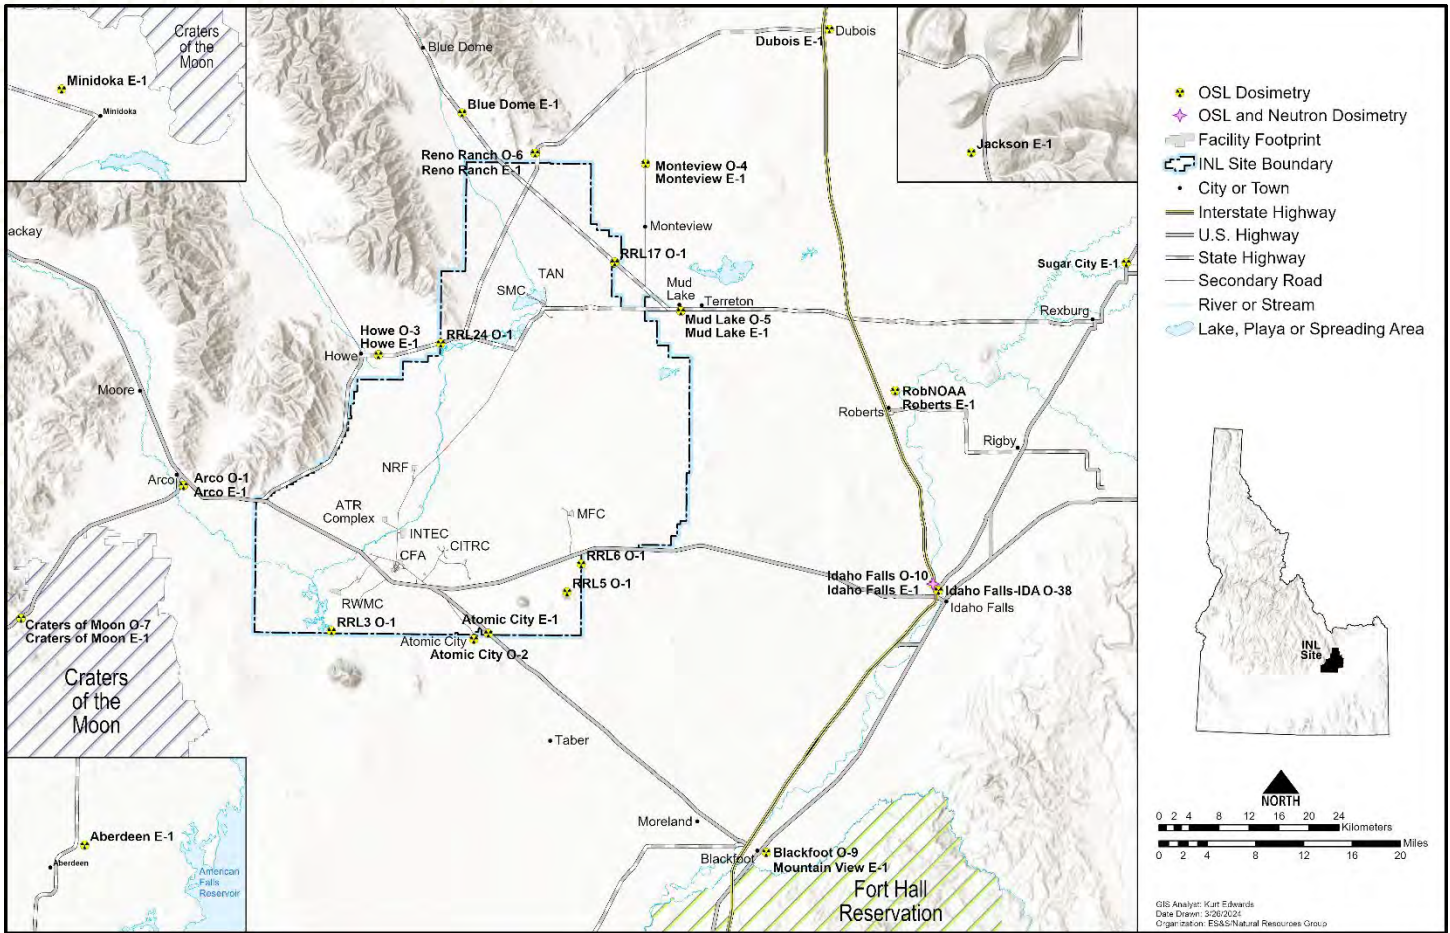 Craters
of the
Moon
Minidoka E-1
Minidoka
Blue Dome
Blue Dome E-1
Dubois E-1
Dubois
Jackson E-1
Reno Ranch O-6
Reno Ranch E-1
Monteview O-4
Monteview E-1
Monteview
ackay
RRL17 O-1
Sugar City E-1
TAN
SMC
Mud
Lake
Terreton
Mud Lake O-5
Mud Lake E-1
Rexburg
Howe O-3
Howe E-1
Howe
RRL24 O-1
Moore
RobNOAA
Roberts E-1
Roberts
Rigby
NRF
Arco
Arco O-1
Arco E-1
ATR
Complex
INTEC
MFC
CFA
CITRC
RRL6 O-1
RRL5 O-1
RWMC
Idaho Falls O-10
Idaho Falls E-1
Idaho Falls-IDA O-38
Idaho Falls
Craters of Moon O-7
Craters of Moon E-1
RRL3 O-1
Atomic City E-1
Atomic City
Atomic City O-2
Craters
of the
Moon
Taber
Moreland
Blackfoot
Blackfoot O-9
Mountain View E-1
Fort Hall
Reservation
Aberdeen E-1
Aberdeen
American
Falls
Reservoir
OSL Dosimetry
OSL and Neutron Dosimetry
Facility Footprint
INL Site Boundary
City or Town
Interstate Highway
U.S. Highway
State Highway
Secondary Road
River or Stream
Lake, Playa or Spreading Area
INL
Site
NORTH
0 2 4 8 12 16 20 24
Kilometers
Miles
0 2 4 8 12 16 20
GIS Analyst: Kurt Edwards
Date Drawn: 3/26/2024
Organization: ES&S/Natural Resources Group